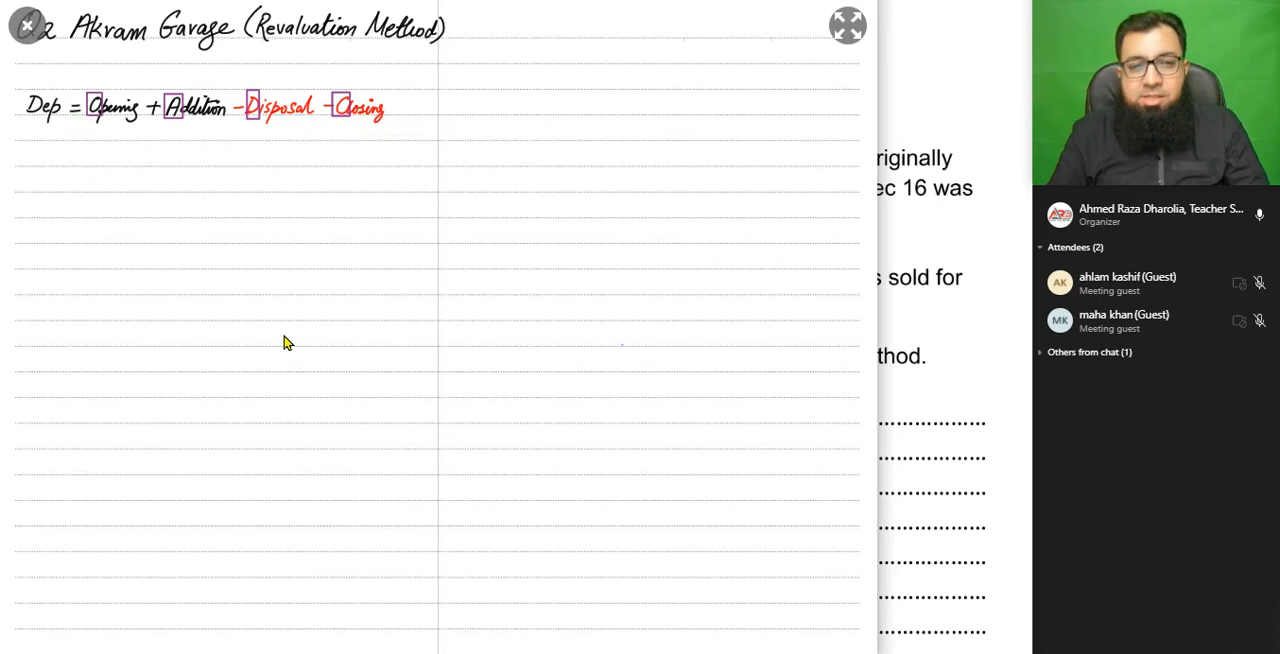 Q2 Akram Garage (Revaluation Method)
Dep = Opening + Addition - Disposal - Closing
riginally
ec 16 was
s sold for
thod.
Ahmed Raza Dharolia, Teacher S...
Organizer
Attendees (2)
AK
ahlam kashif (Guest)
Meeting guest
MK
maha khan (Guest)
Meeting guest
Others from chat (1)